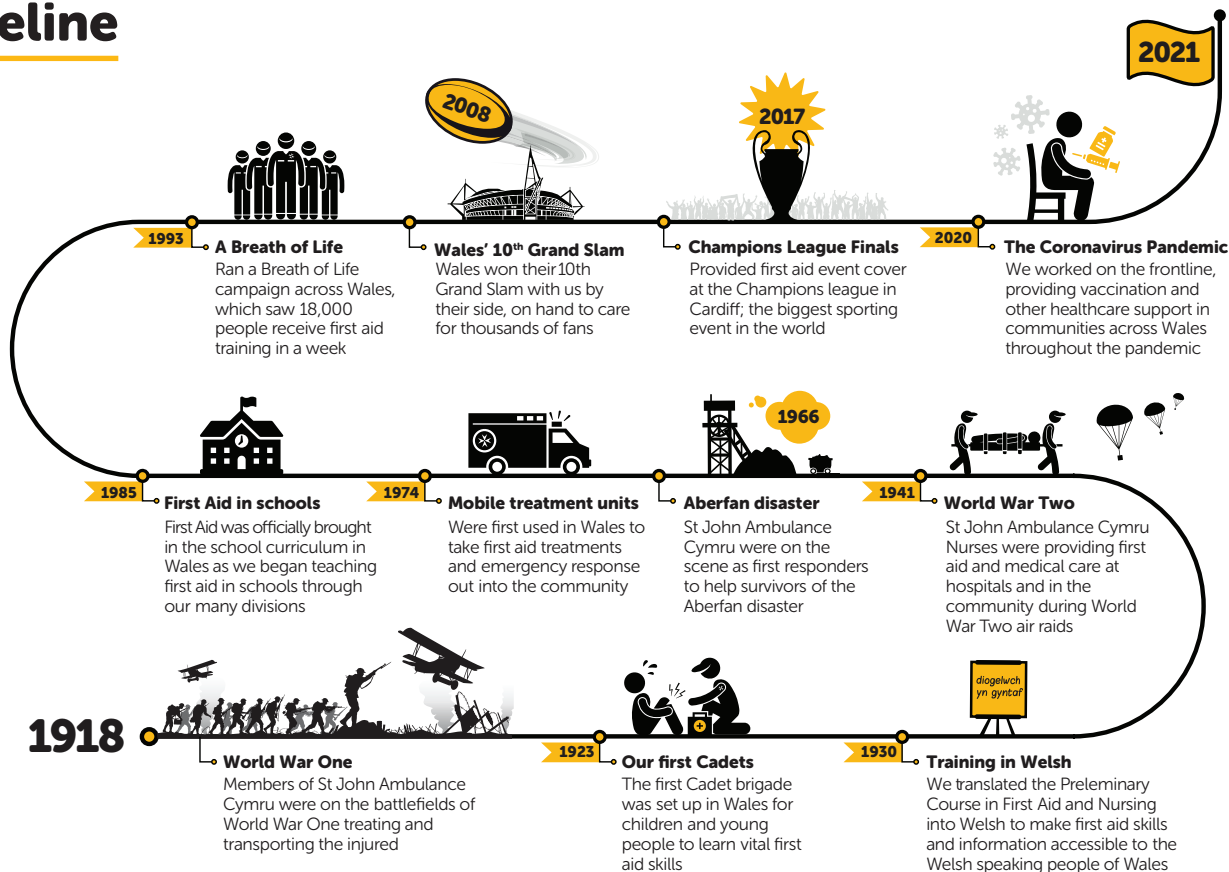 eline
2021
2008
2017
1993
A Breath of Life
Ran a Breath of Life
campaign across Wales,
which saw 18,000
people receive first aid
training in a week
Wales' 10th Grand Slam
Wales won their 10th
Grand Slam with us by
their side, on hand to care
for thousands of fans
Champions League Finals
Provided first aid event cover
at the Champions league in
Cardiff; the biggest sporting
event in the world
2020
The Coronavirus Pandemic
We worked on the frontline,
providing vaccination and
other healthcare support in
communities across Wales
throughout the pandemic
1985
First Aid in schools
First Aid was officially brought
in the school curriculum in
Wales as we began teaching
first aid in schools through
our many divisions
1974
Mobile treatment units
Were first used in Wales to
take first aid treatments
and emergency response
out into the community
1966
Aberfan disaster
St John Ambulance
Cymru were on the
scene as first responders
to help survivors of the
Aberfan disaster
1941
World War Two
St John Ambulance Cymru
Nurses were providing first
aid and medical care at
hospitals and in the
community during World
War Two air raids
1918
World War One
Members of St John Ambulance
Cymru were on the battlefields of
World War One treating and
transporting the injured
1923
Our first Cadets
The first Cadet brigade
was set up in Wales for
children and young
people to learn vital first
aid skills
diogelwch
yn gyntaf
1930
Training in Welsh
We translated the Preleminary
Course in First Aid and Nursing
into Welsh to make first aid skills
and information accessible to the
Welsh speaking people of Wales